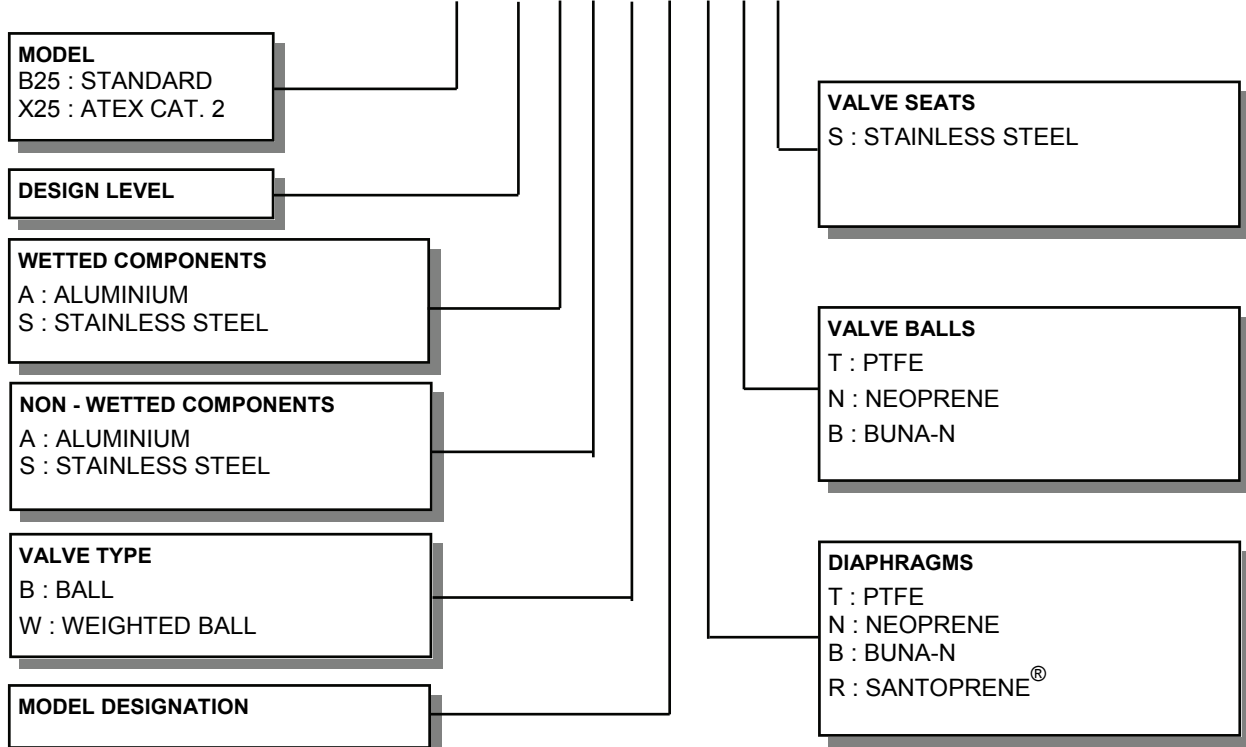 MODEL
B25 : STANDARD
X25 : ATEX CAT. 2
DESIGN LEVEL
WETTED COMPONENTS
A : ALUMINIUM
S : STAINLESS STEEL
NON - WETTED COMPONENTS
A : ALUMINIUM
S : STAINLESS STEEL
VALVE TYPE
B : BALL
W : WEIGHTED BALL
MODEL DESIGNATION
VALVE SEATS
S : STAINLESS STEEL
VALVE BALLS
T : PTFE
N : NEOPRENE
B : BUNA-N
DIAPHRAGMS
T : PTFE
N : NEOPRENE
B : BUNA-N
R : SANTOPRENE®